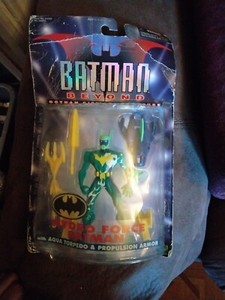 BATMAN
BEYOND
HYDRO FORCE
BATMAN
with AQUA TORPEDO & PROPULSION ARMOR